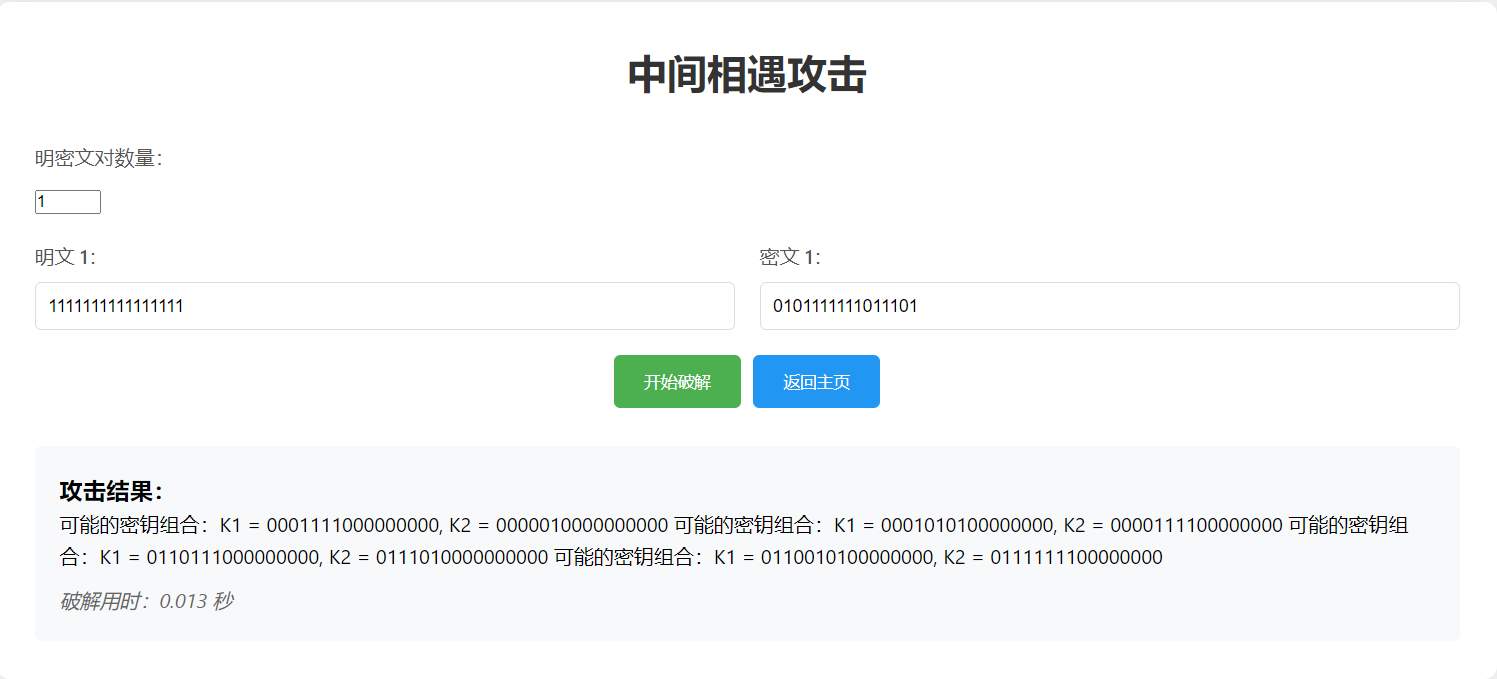 中间相遇攻击
明密文对数量：
1
明文 1：
密文 1：
1111111111111111
0101111111011101
开始破解
返回主页
攻击结果：
可能的密钥组合：K1 = 0001111000000000, K2 = 0000010000000000 可能的密钥组合：K1 = 0001010100000000, K2 = 0000111100000000 可能的密钥组
合：K1 = 0110111000000000, K2 = 0111010000000000 可能的密钥组合：K1 = 0110010100000000, K2 = 0111111100000000
破解用时：0.013 秒